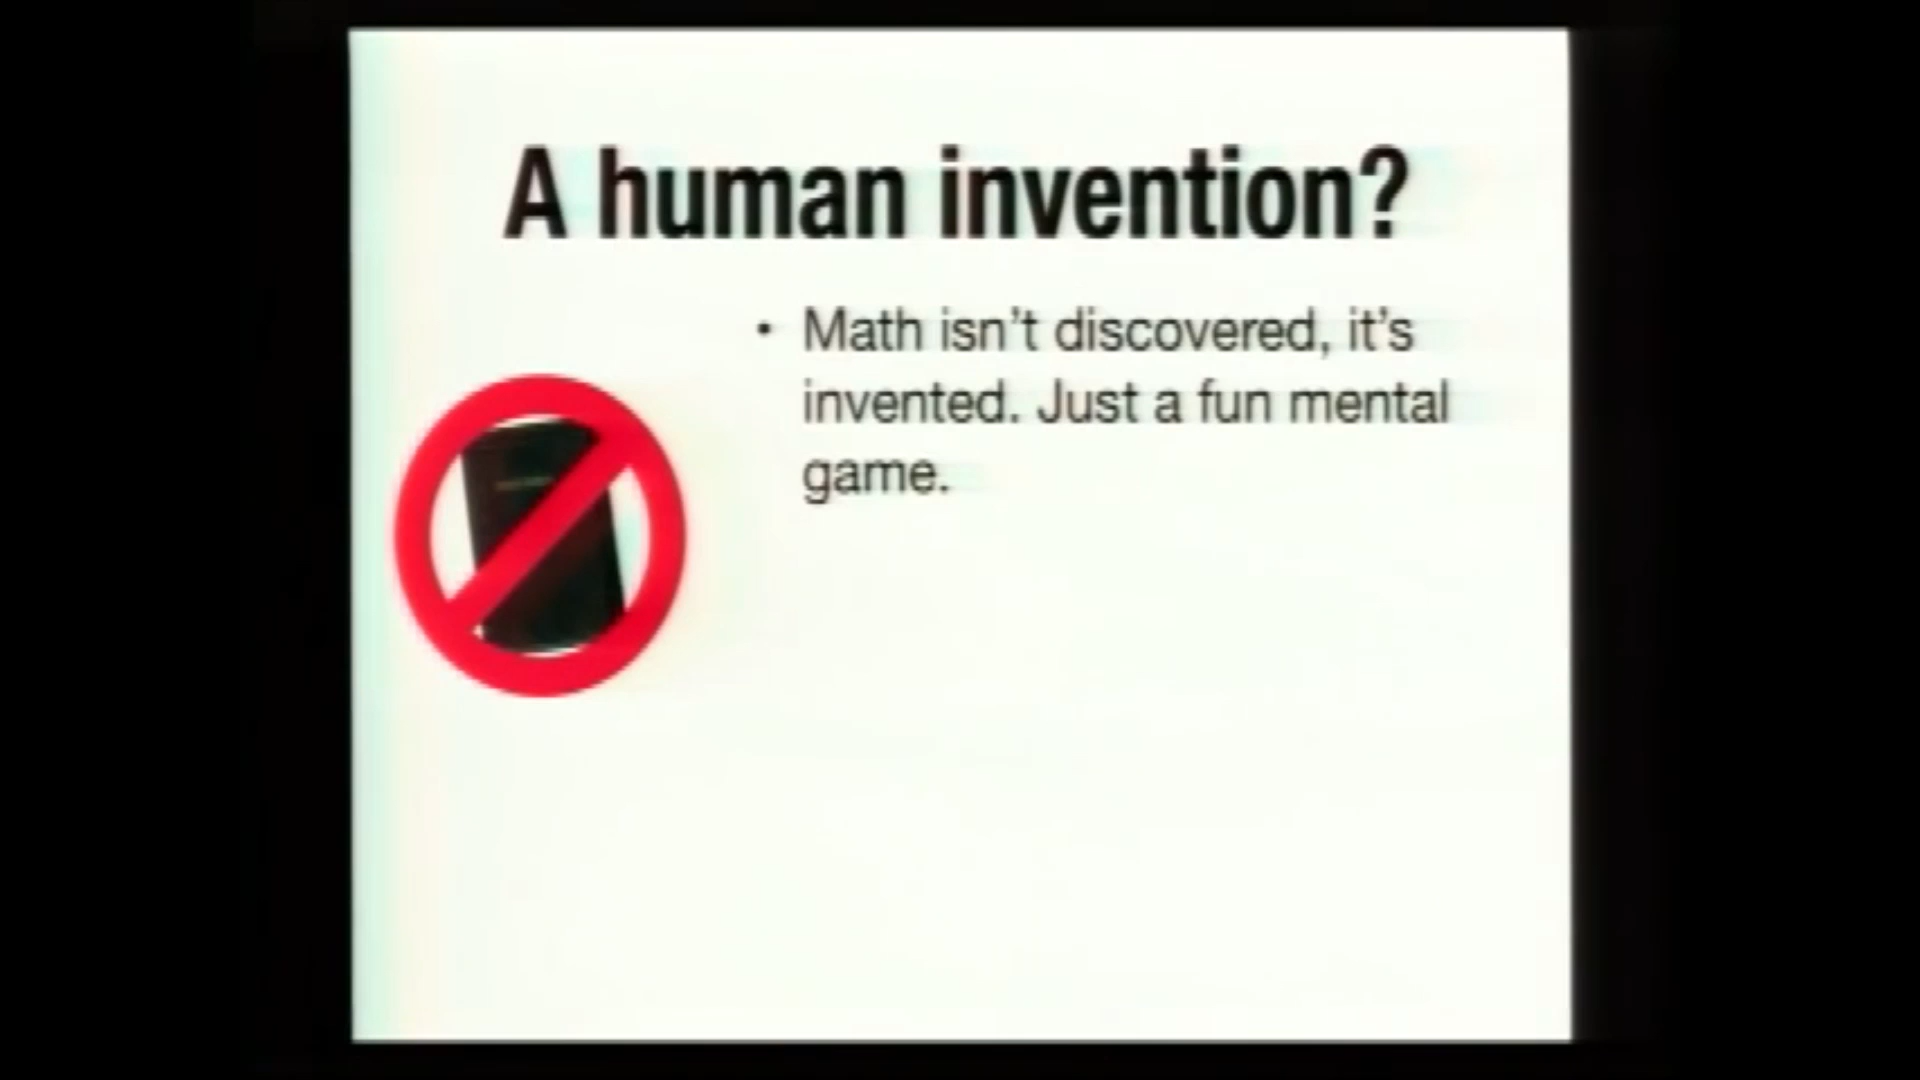 A human invention?
• Math isn't discovered, it's
invented. Just a fun mental
game.